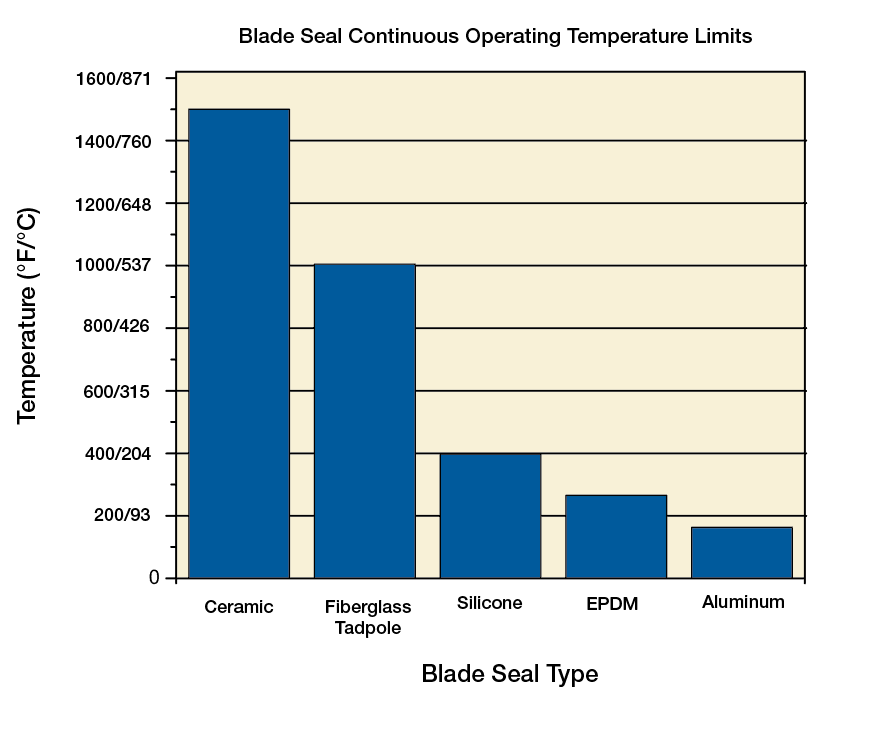 Blade Seal Continuous Operating Temperature Limits
Temperature (°F/°C)
1600/871
1400/760
1200/648
1000/537
800/426
600/315
400/204
200/93
0
Ceramic
Fiberglass
Tadpole
Silicone
EPDM
Aluminum
Blade Seal Type